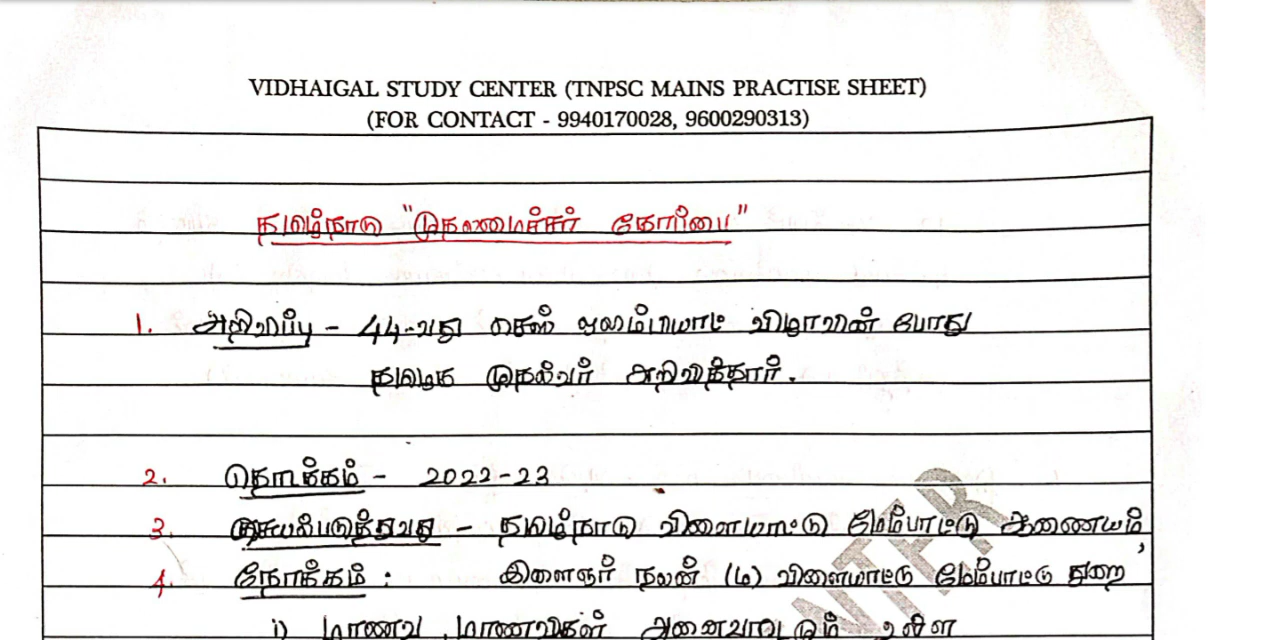 VIDHAIGAL STUDY CENTER (TNPSC MAINS PRACTISE SHEET)
(FOR CONTACT - 9940170028, 9600290313)
தமிழ்நாடு "முதலமைச்சர் கோப்பை"
1. அறிவிப்பு - 44-வது செஸ் ஒலம்பியாட் விழாவின் போது
தமிழக முதல்வர் அறிவித்தார்.
2. தொடக்கம் - 2022-23
3. செயல்படுத்துவது - தமிழ்நாடு விளையாட்டு மேம்பாட்டு ஆணையம்,
4. நோக்கம் : இளைஞர் நலன் (ம) விளையாட்டு மேம்பாட்டு துறை
i) மாணவ, மாணவிகள் அனைவரிடமும் உள்ள